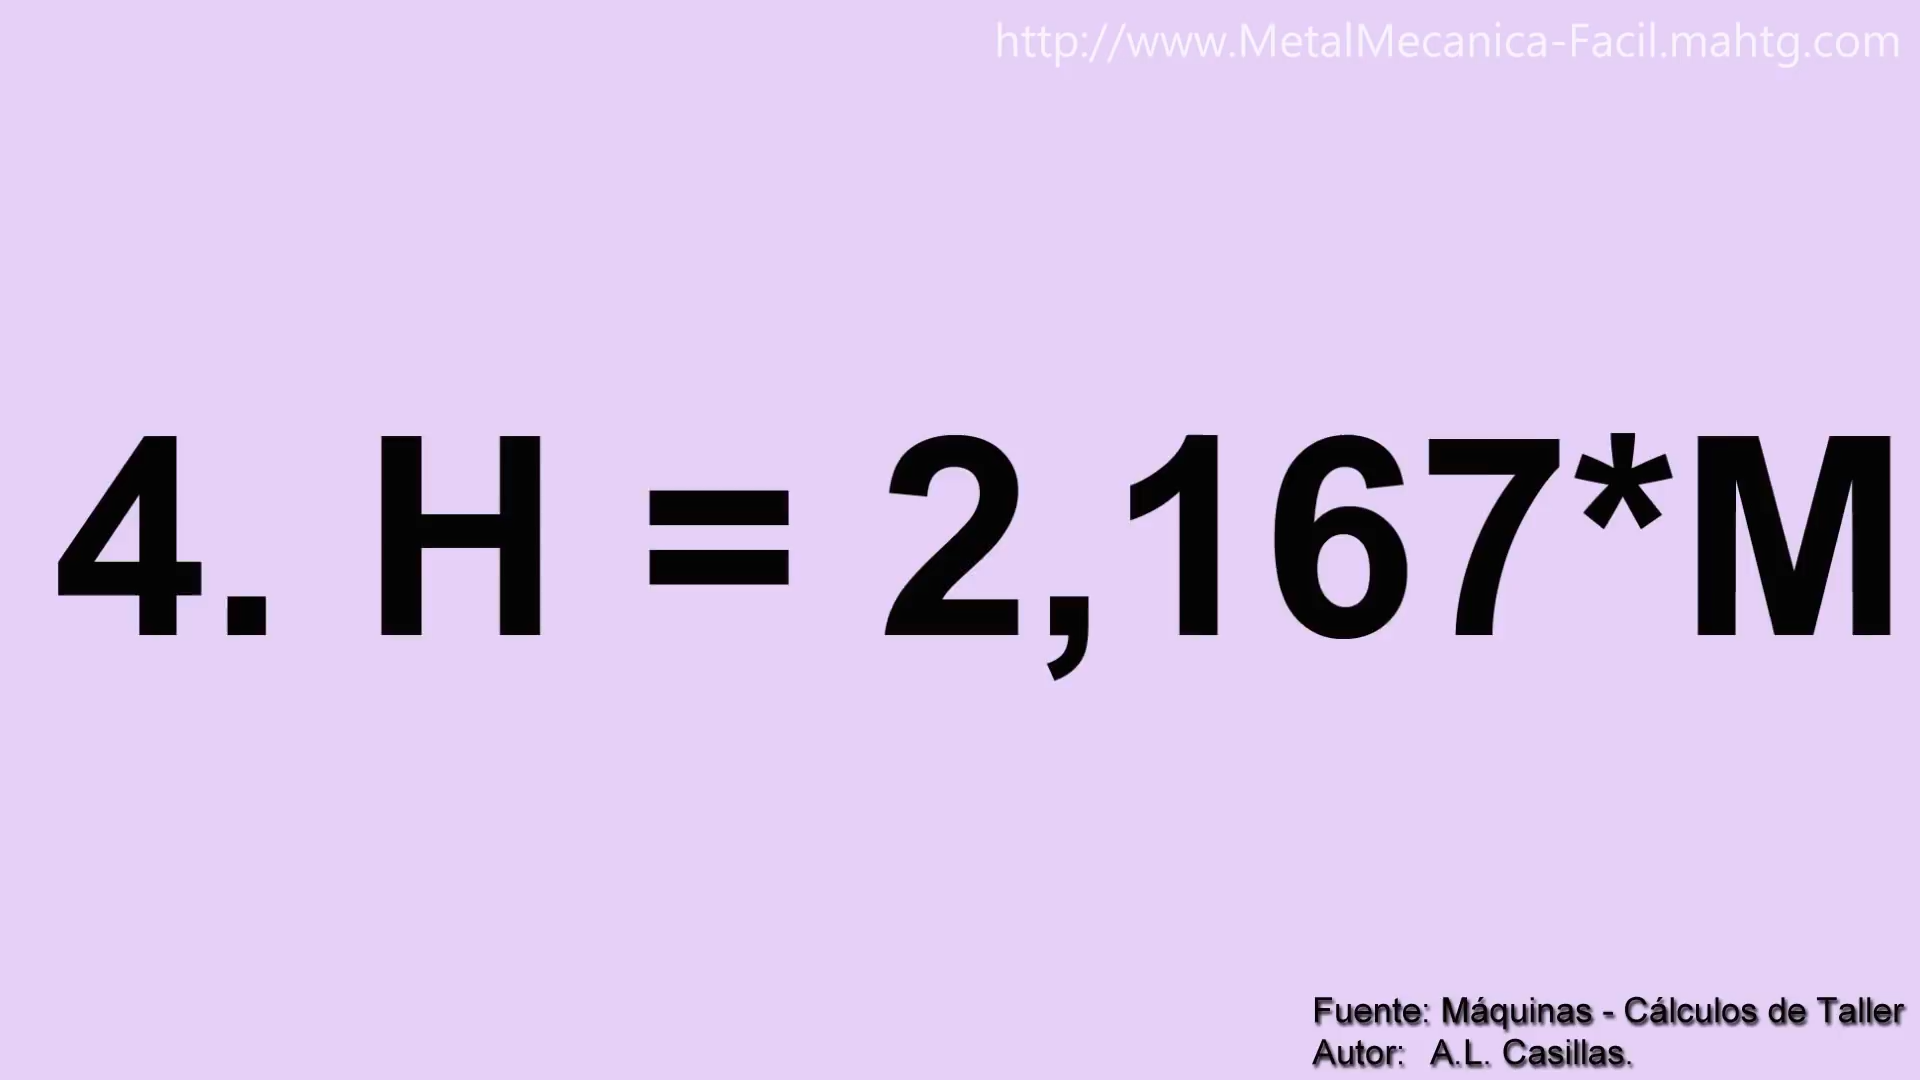 http://www.MetalMecanica-Facil.mahtg.com
4. H = 2,167*M
Fuente: Máquinas - Cálculos de Taller
Autor: A.L. Casillas.